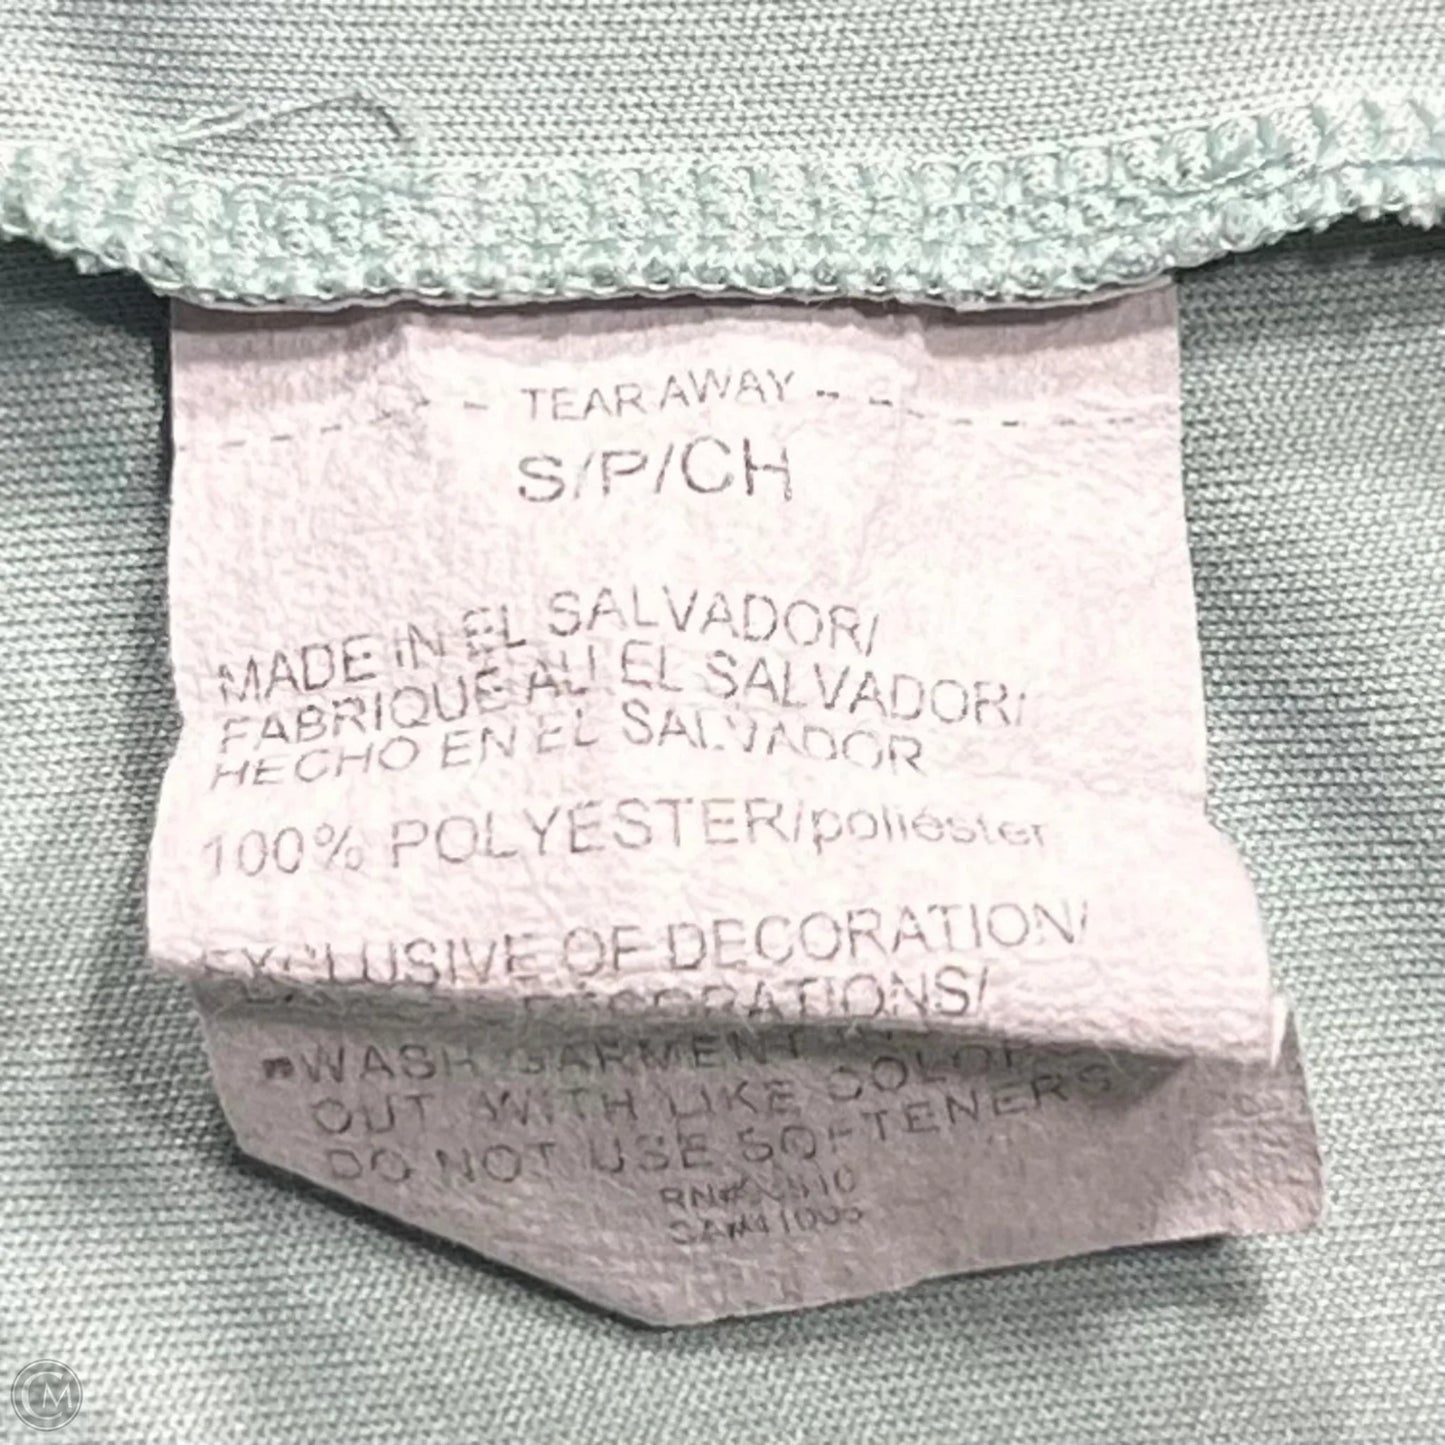 TEAR AWAY
S/P/CH
MADE IN EL SALVADOR/
FABRIQUE AU EL SALVADOR/
HECHO EN EL SALVADOR
100% POLYESTER/poliéster
EXCLUSIVE OF DECORATION/
DECORATIONS/
WASH GARMENT
OUT WITH LIKE COLORS
DO NOT USE SOFTENERS
CM